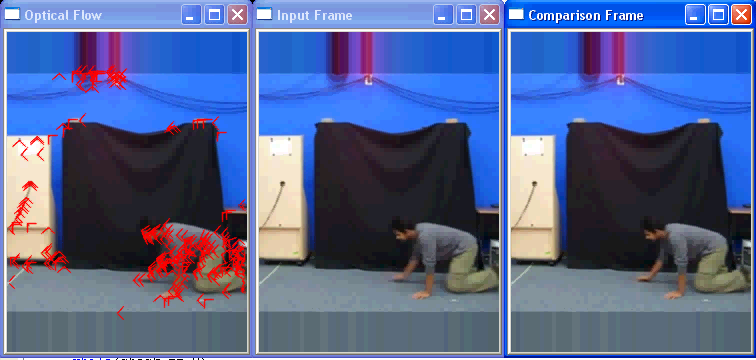 Optical Flow
Input Frame
Comparison Frame